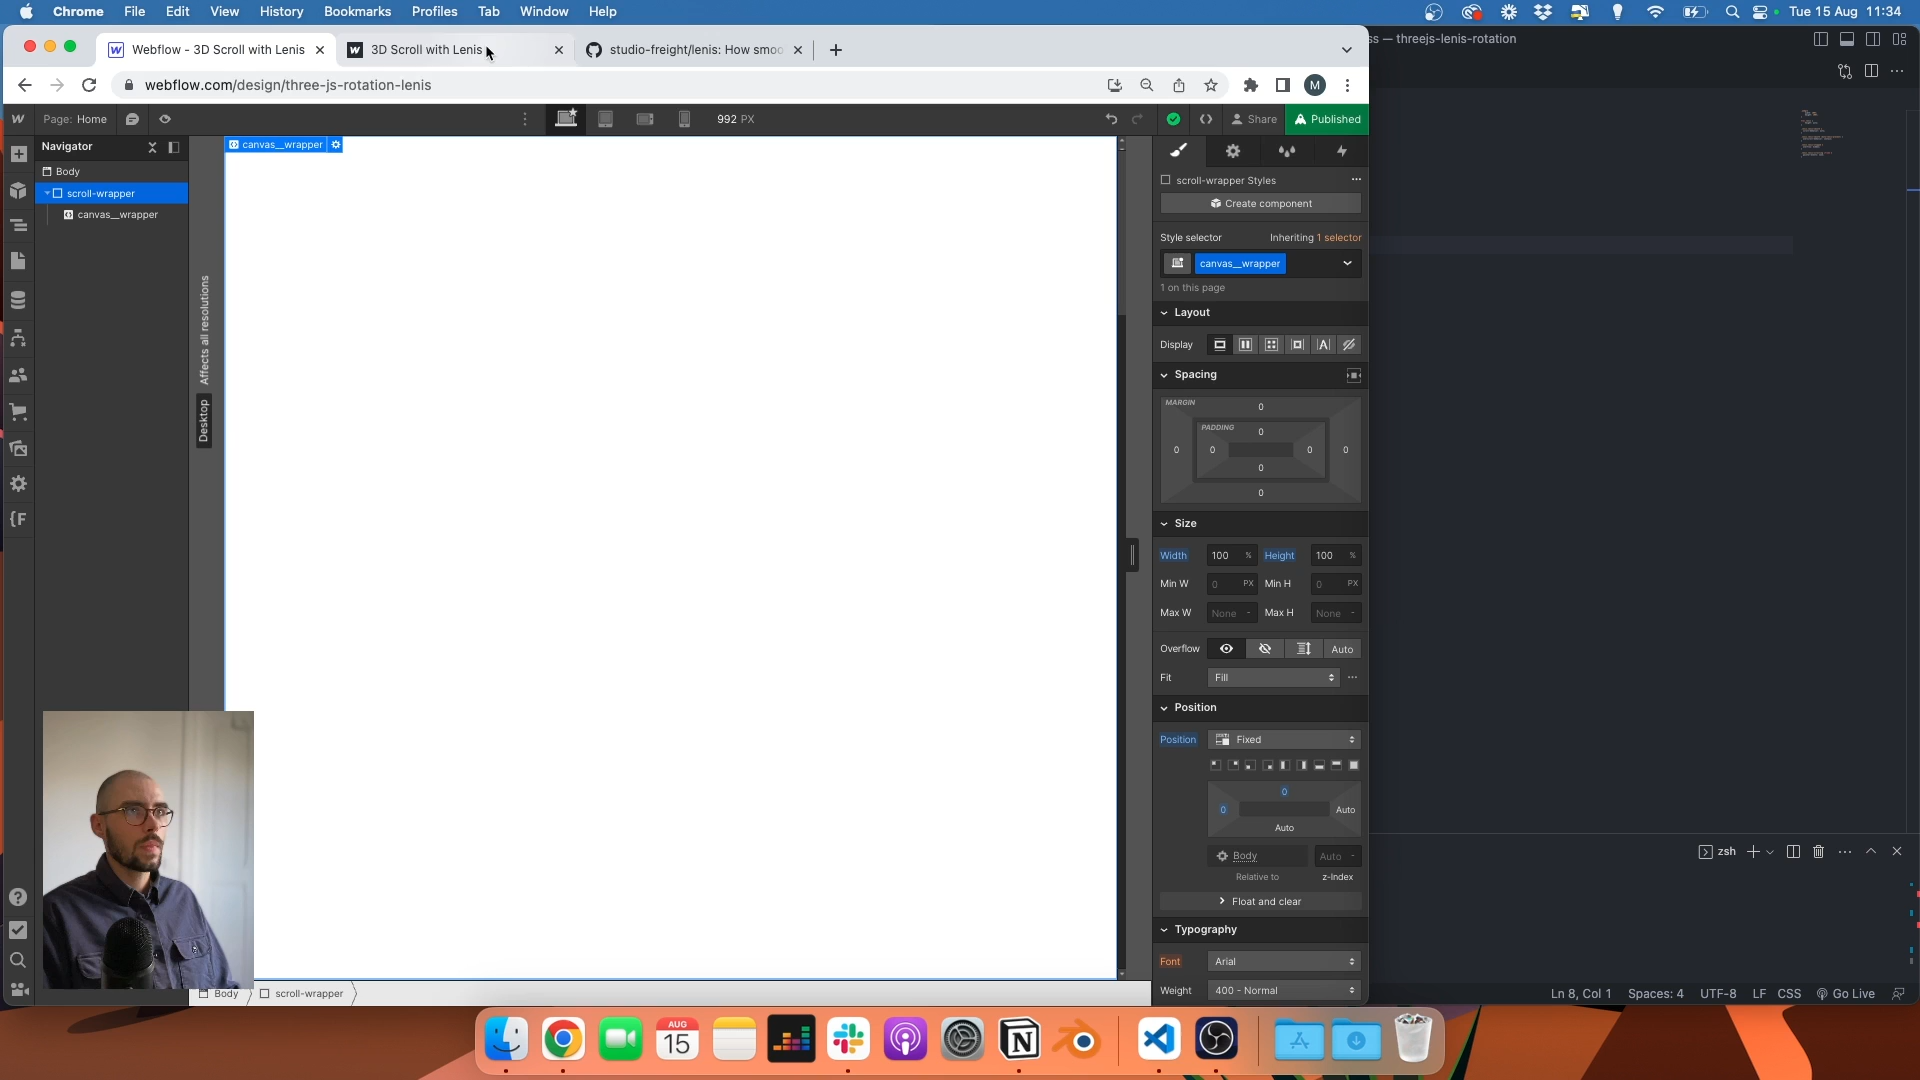 Chrome File Edit View History Bookmarks Profiles Tab Window Help
Tue 15 Aug 11:34
Webflow - 3D Scroll with Lenis
3D Scroll with Lenis
studio-freight/lenis: How smoo
ss — threejs-lenis-rotation
webflow.com/design/three-js-rotation-lenis
M
Page: Home
992 PX
Share
Published
Navigator
Body
scroll-wrapper
canvas__wrapper
canvas__wrapper
Affects all resolutions
Desktop
scroll-wrapper Styles
Create component
Style selector
Inheriting 1 selector
canvas__wrapper
1 on this page
Layout
Display
Spacing
MARGIN
0
PADDING
0
0 0 0 0
0
0
Size
Width 100 % Height 100 %
Min W 0 PX Min H 0 PX
Max W None - Max H None -
Overflow Auto
Fit Fill
Position
Position Fixed
0
0 Auto
Auto
Body Auto -
Relative to z-Index
Float and clear
Typography
Font Arial
Weight 400 - Normal
Body scroll-wrapper
zsh
Ln 8, Col 1 Spaces: 4 UTF-8 LF CSS Go Live
AUG
15